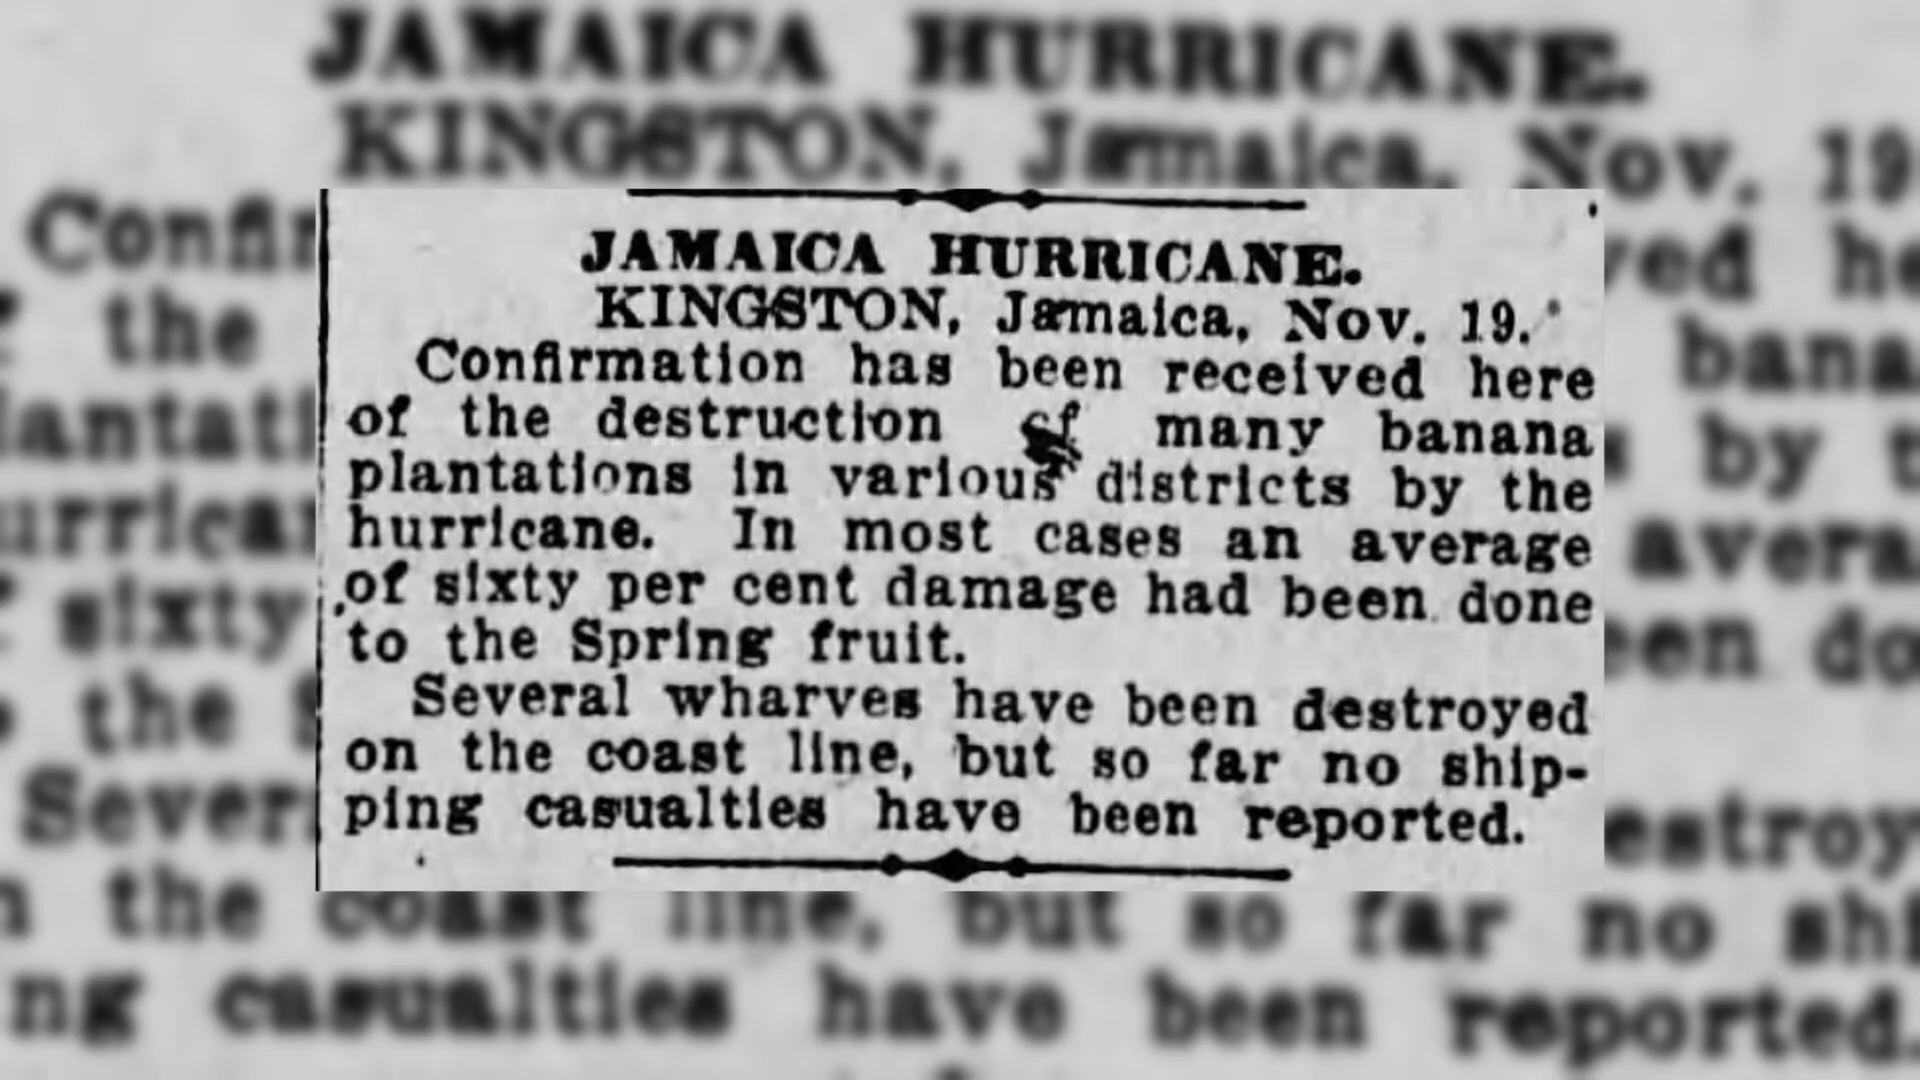 JAMAICA HURRICANE.
KINGSTON, Jamaica, Nov. 19.
Confirmation has been received here
of the destruction of many banana
plantations in various districts by the
hurricane. In most cases an average
of sixty per cent damage had been done
to the Spring fruit.
Several wharves have been destroyed
on the coast line, but so far no ship-
ping casualties have been reported.